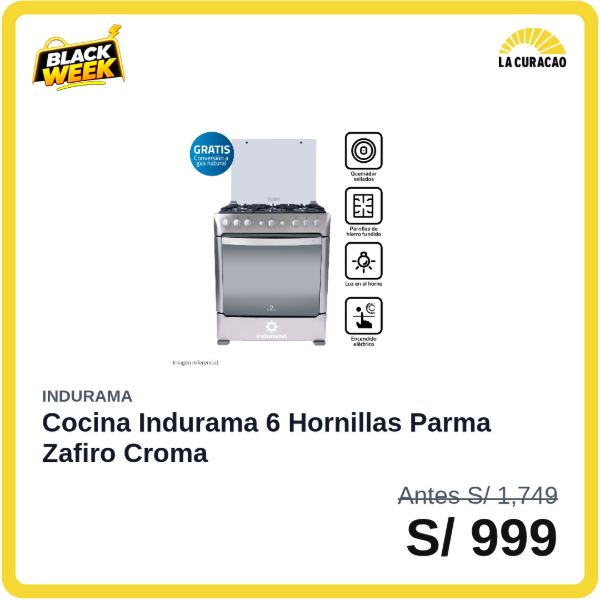 BLACK
WEEK
LA CURACAO
GRATIS
Conversión a
gas natural
Quemador
sellados
Parrillas de
hierro fundido
Luz en el horno
Encendido
eléctrico
indurama
Imagen referencial.
INDURAMA
Cocina Indurama 6 Hornillas Parma
Zafiro Croma
Antes S/ 1,749
S/ 999